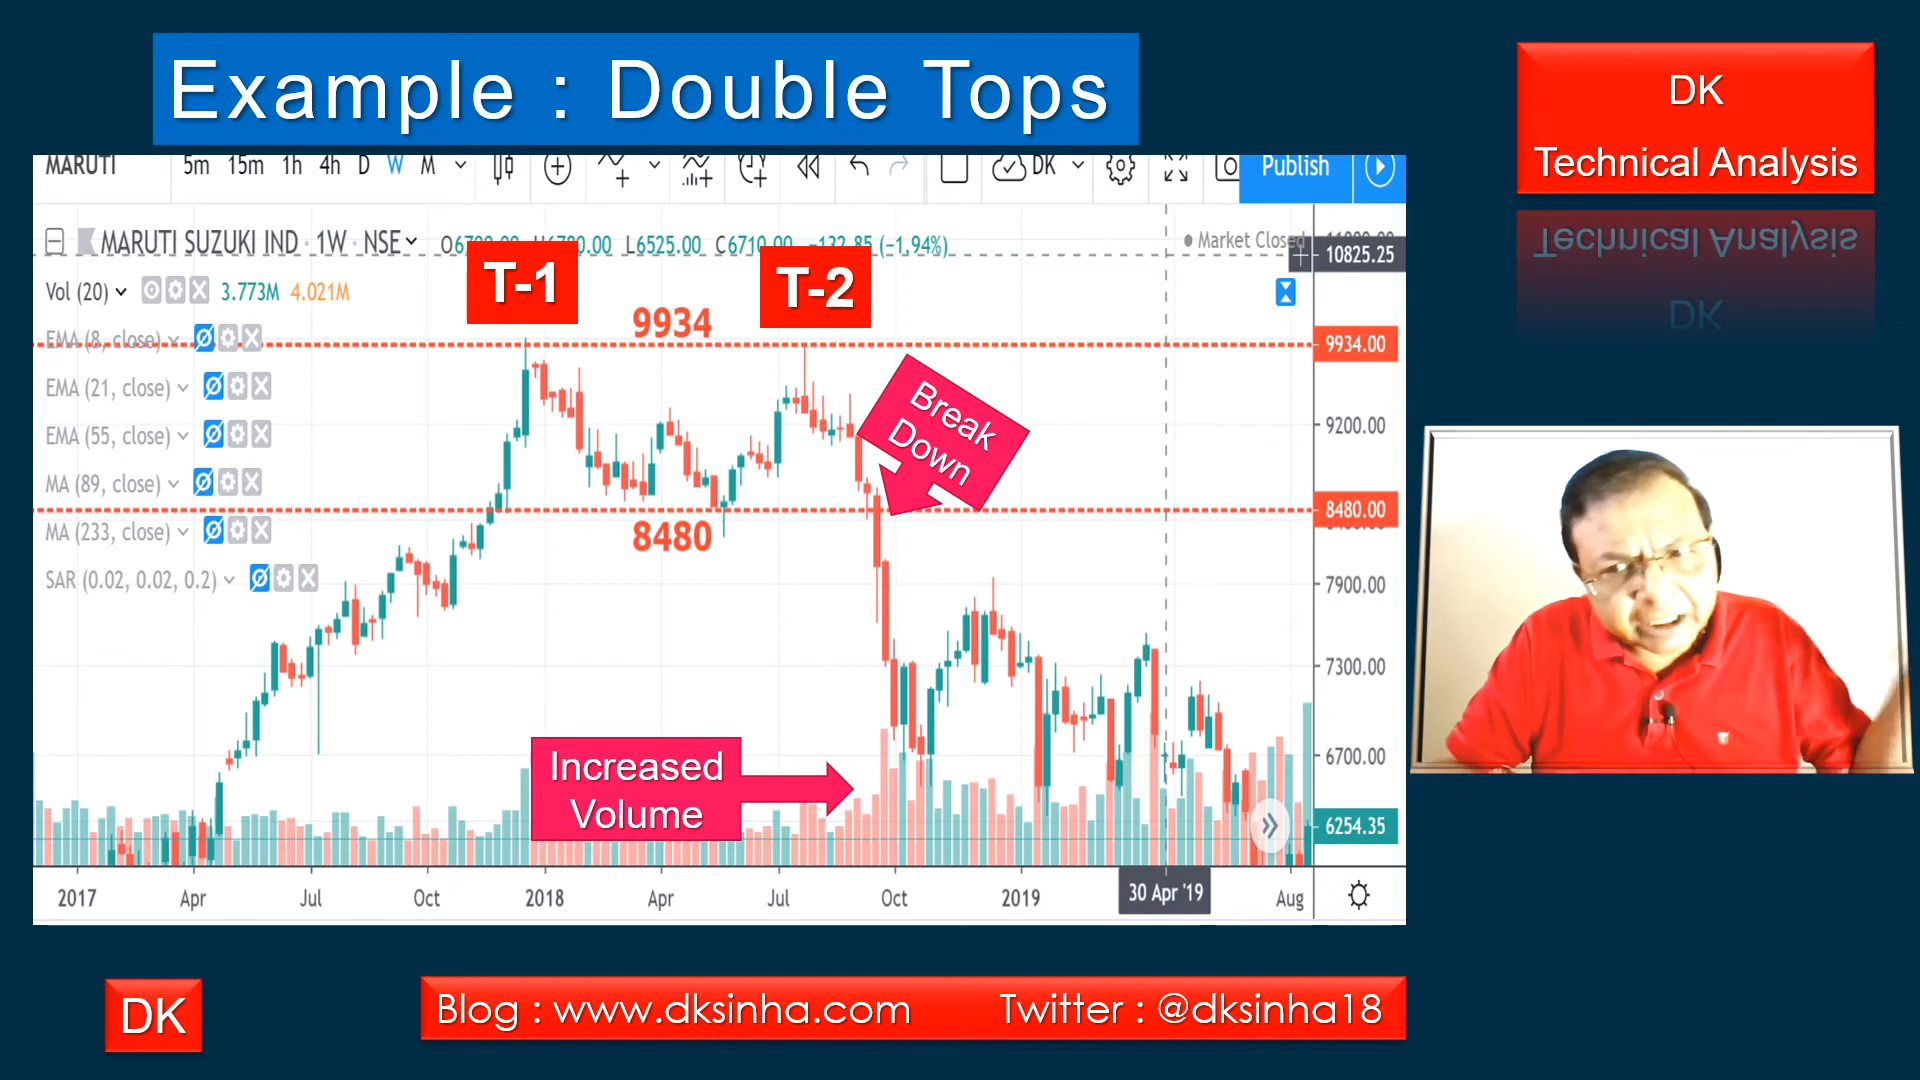 Example : Double Tops
DK
Technical Analysis
Technical Analysis
DK
MARUTI 5m 15m 1h 4h D W M DK Publish
MARUTI SUZUKI IND · 1W · NSE L6525.00 −1.94%)
Market Closed
10825.25
Vol (20) 3.773M 4.021M
T-1
T-2
EMA (8, close)
9934
9934.00
EMA (21, close)
Break
Down
9200.00
EMA (55, close)
MA (89, close)
8480.00
MA (233, close)
8480
SAR (0.02, 0.02, 0.2)
7900.00
7300.00
6700.00
Increased
Volume
6254.35
2017 Apr Jul Oct 2018 Apr Jul Oct 2019 30 Apr '19 Aug
DK
Blog : www.dksinha.com Twitter : @dksinha18